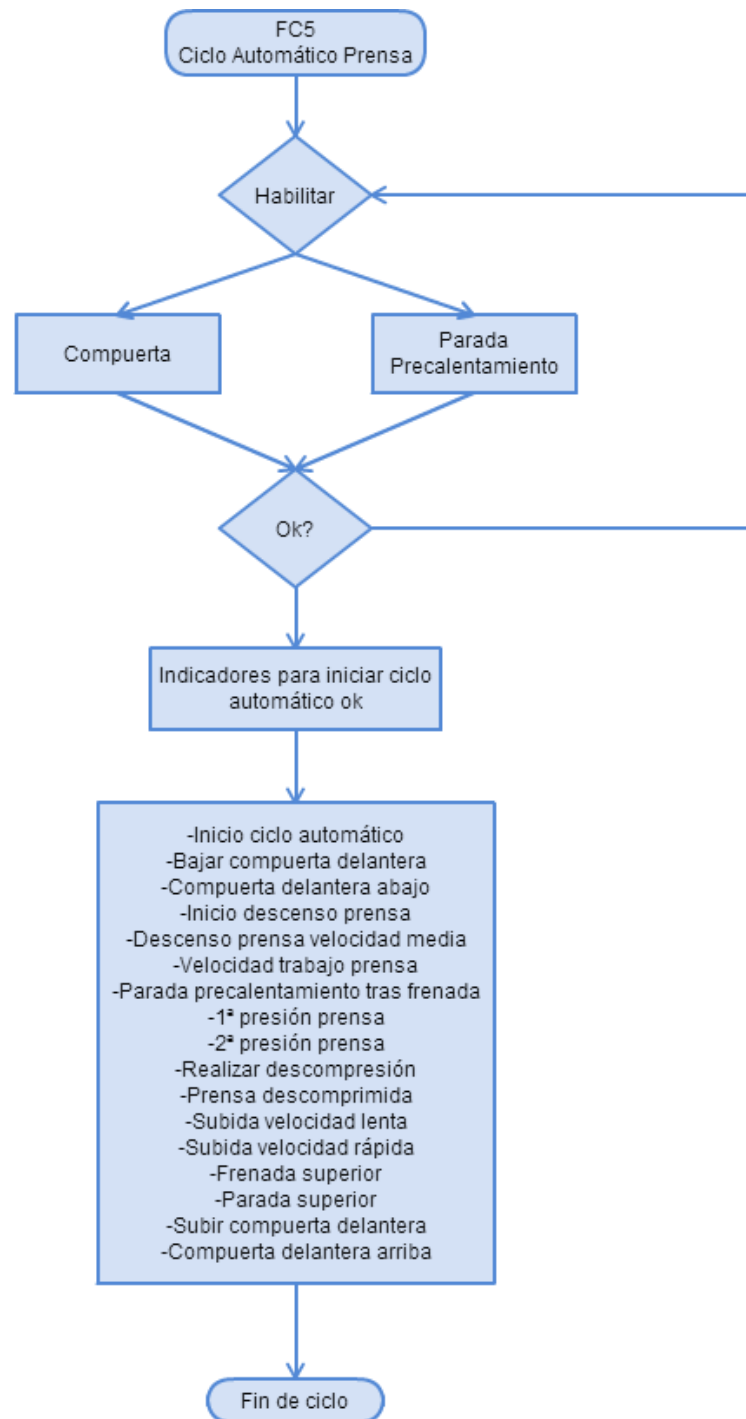 FC5
Ciclo Automático Prensa
Habilitar
Compuerta
Parada
Precalentamiento
Ok?
Indicadores para iniciar ciclo
automático ok
-Inicio ciclo automático
-Bajar compuerta delantera
-Compuerta delantera abajo
-Inicio descenso prensa
-Descenso prensa velocidad media
-Velocidad trabajo prensa
-Parada precalentamiento tras frenada
-1ª presión prensa
-2ª presión prensa
-Realizar descompresión
-Prensa descomprimida
-Subida velocidad lenta
-Subida velocidad rápida
-Frenada superior
-Parada superior
-Subir compuerta delantera
-Compuerta delantera arriba
Fin de ciclo